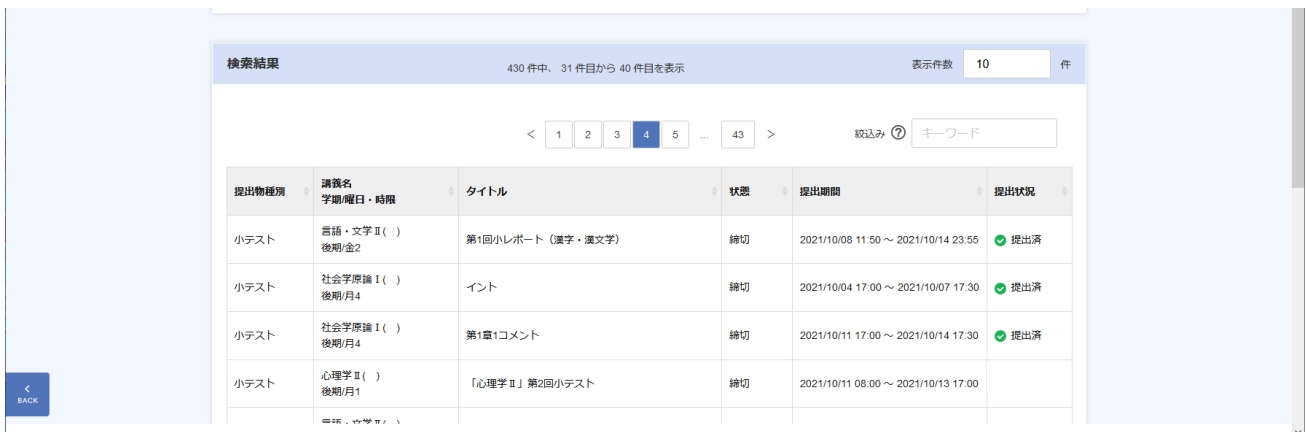 検索結果
430 件中、 31 件目から 40 件目を表示
表示件数 10 件
< 1 2 3 4 5 ... 43 >
絞込み ? キーワード
提出物種別 講義名 学期/曜日・時限 タイトル 状態 提出期間 提出状況
小テスト 言語・文学Ⅱ( ) 後期/金2 第1回小レポート（漢字・漢文学） 締切 2021/10/08 11:50 ～ 2021/10/14 23:55 提出済
小テスト 社会学原論Ⅰ( ) 後期/月4 イント 締切 2021/10/04 17:00 ～ 2021/10/07 17:30 提出済
小テスト 社会学原論Ⅰ( ) 後期/月4 第1章1コメント 締切 2021/10/11 17:00 ～ 2021/10/14 17:30 提出済
小テスト 心理学Ⅱ( ) 後期/月1 「心理学Ⅱ」第2回小テスト 締切 2021/10/11 08:00 ～ 2021/10/13 17:00
< BACK